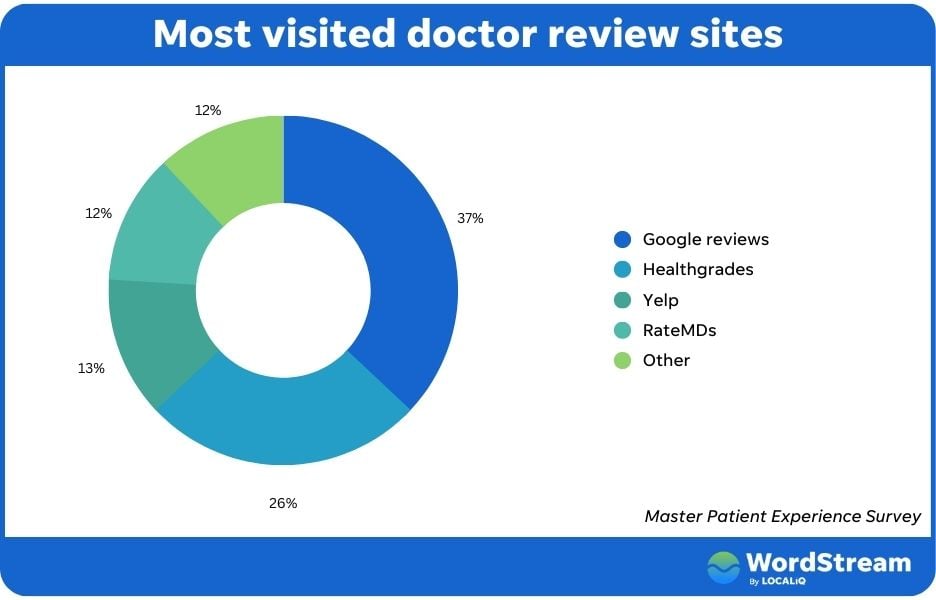 Most visited doctor review sites
12%
37%
12%
13%
26%
Google reviews
Healthgrades
Yelp
RateMDs
Other
Master Patient Experience Survey
WordStream
By LOCALiQ